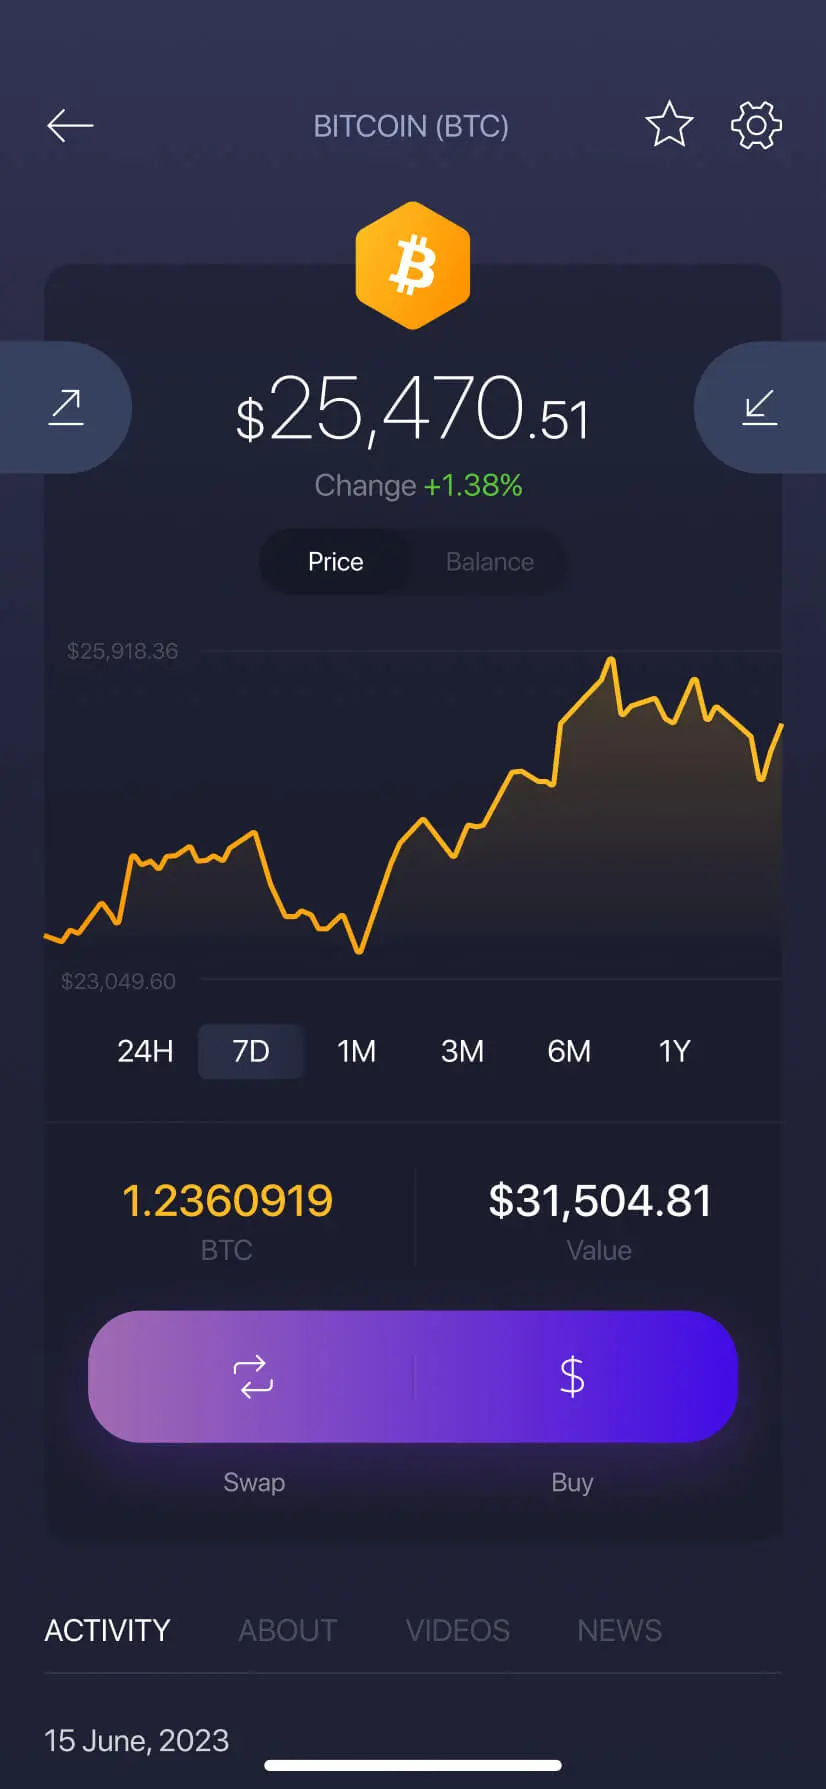 BITCOIN (BTC)
$25,470.51
Change +1.38%
Price Balance
$25,918.36
$23,049.60
24H 7D 1M 3M 6M 1Y
1.2360919 $31,504.81
BTC Value
Swap Buy
ACTIVITY ABOUT VIDEOS NEWS
15 June, 2023